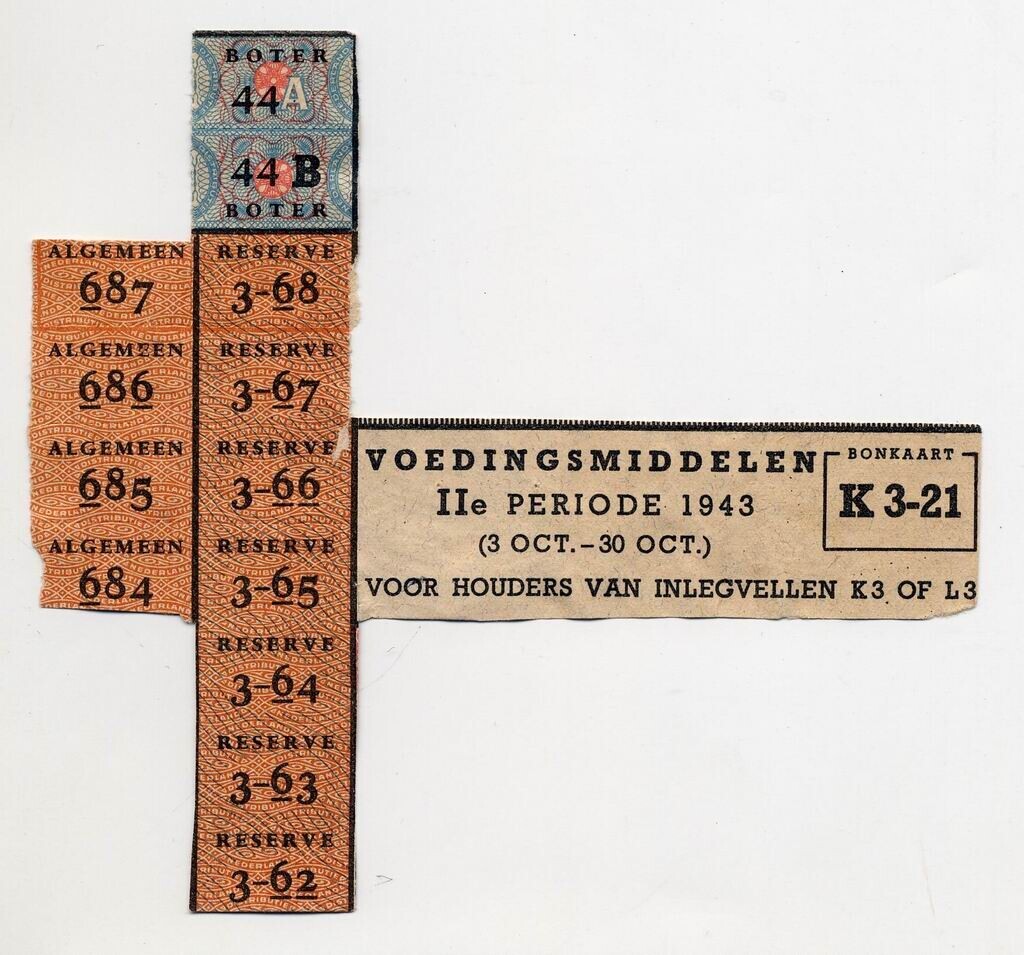 BOTER
44 A
44 B
BOTER
ALGEMEEN
687
ALGEMEEN
686
ALGEMEEN
685
ALGEMEEN
684
RESERVE
3-68
RESERVE
3-67
RESERVE
3-66
RESERVE
3-65
RESERVE
3-64
RESERVE
3-63
RESERVE
3-62
VOEDINGSMIDDELEN
IIe PERIODE 1943
(3 OCT.-30 OCT.)
VOOR HOUDERS VAN INLEGVELLEN K3 OF L3
BONKAART
K 3-21